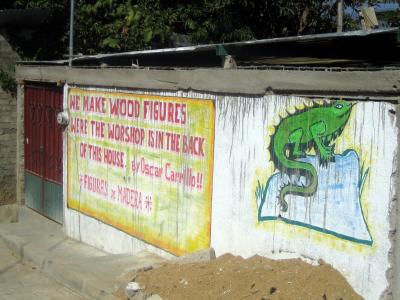 WE MAKE WOOD FIGURES
WERE THE WORSHOP IS IN THE BACK
OF THIS HOUSE. By OSCAR Carrillo!!
* FIGURAS DE MADERA *